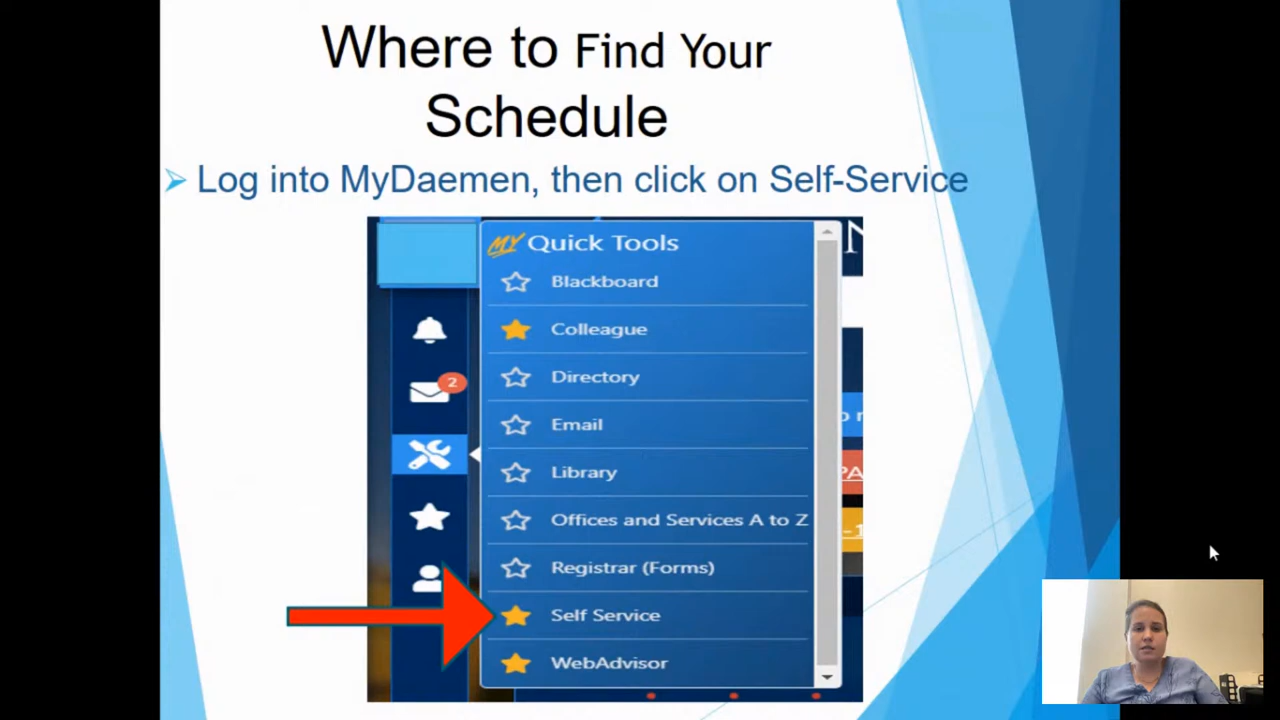 Where to Find Your
Schedule
Log into MyDaemen, then click on Self-Service
MY Quick Tools
Blackboard
Colleague
Directory
2
Email
Library
Offices and Services A to Z
Registrar (Forms)
Self Service
WebAdvisor